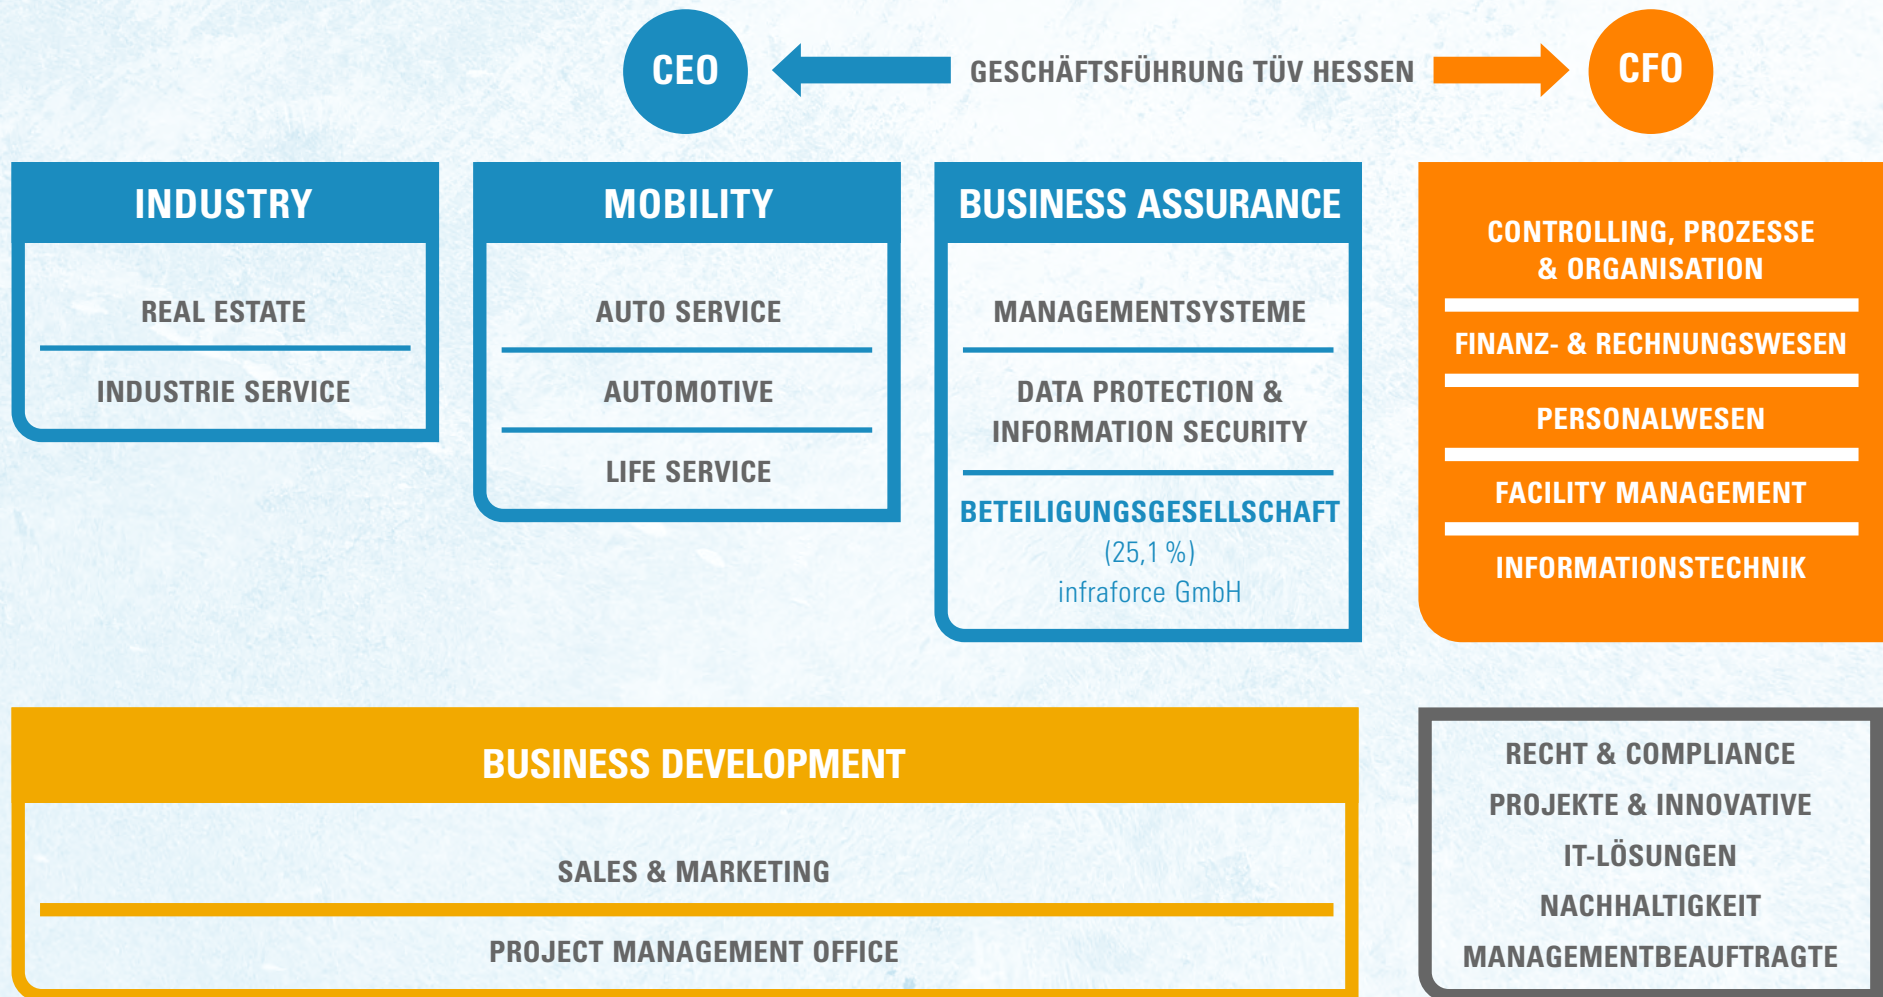 CEO
GESCHÄFTSFÜHRUNG TÜV HESSEN
CFO
INDUSTRY
REAL ESTATE
INDUSTRIE SERVICE
MOBILITY
AUTO SERVICE
AUTOMOTIVE
LIFE SERVICE
BUSINESS ASSURANCE
MANAGEMENTSYSTEME
DATA PROTECTION &
INFORMATION SECURITY
BETEILIGUNGSGESELLSCHAFT
(25,1 %)
infraforce GmbH
CONTROLLING, PROZESSE
& ORGANISATION
FINANZ- & RECHNUNGSWESEN
PERSONALWESEN
FACILITY MANAGEMENT
INFORMATIONSTECHNIK
BUSINESS DEVELOPMENT
SALES & MARKETING
PROJECT MANAGEMENT OFFICE
RECHT & COMPLIANCE
PROJEKTE & INNOVATIVE
IT-LÖSUNGEN
NACHHALTIGKEIT
MANAGEMENTBEAUFTRAGTE